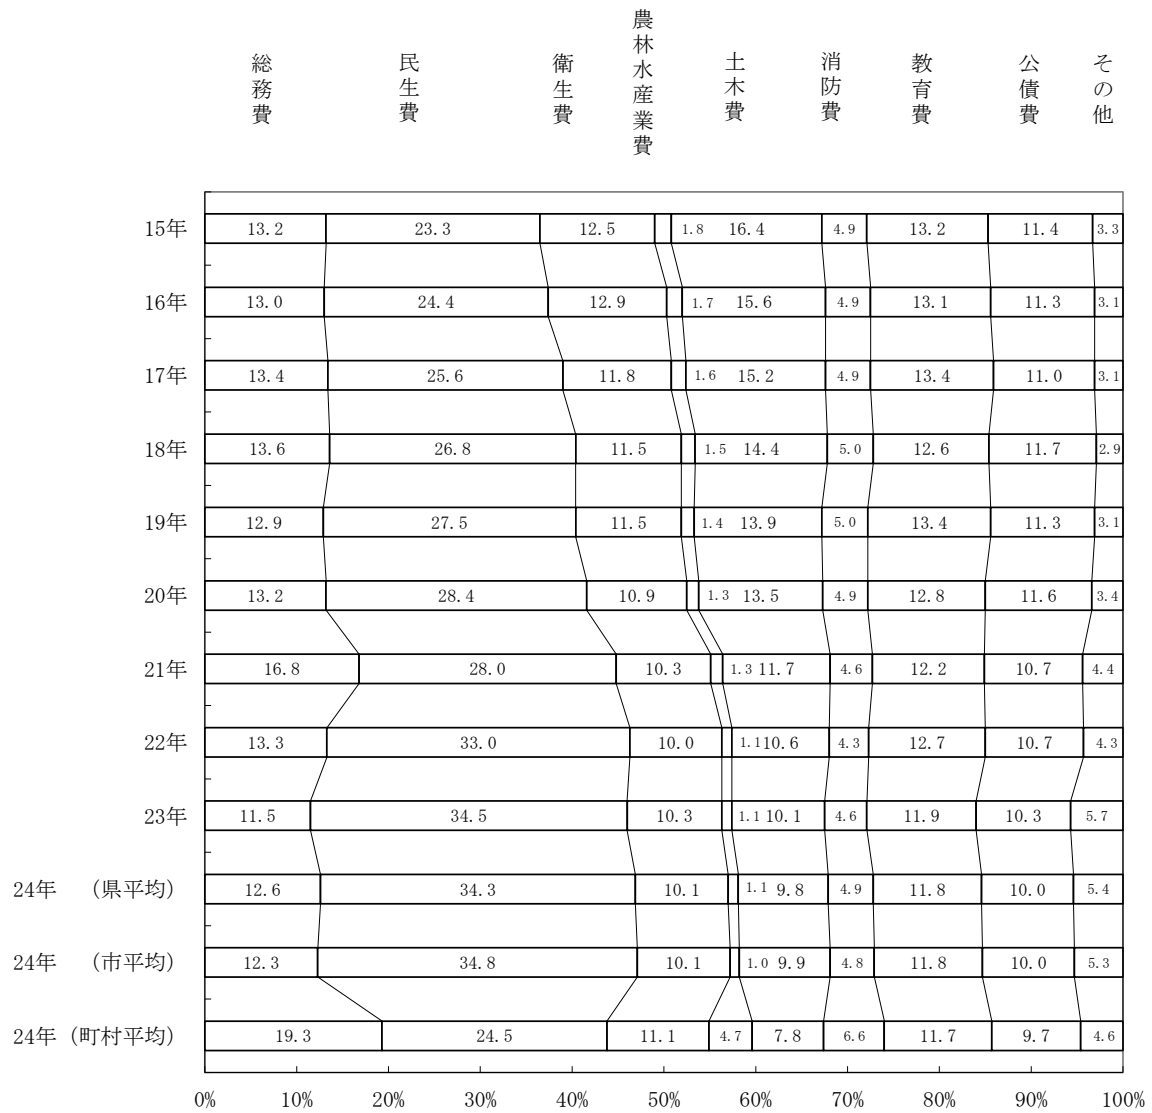 総務費
民生費
衛生費
農林水産業費
土木費
消防費
教育費
公債費
その他
15年 13.2 23.3 12.5 1.8 16.4 4.9 13.2 11.4 3.3
16年 13.0 24.4 12.9 1.7 15.6 4.9 13.1 11.3 3.1
17年 13.4 25.6 11.8 1.6 15.2 4.9 13.4 11.0 3.1
18年 13.6 26.8 11.5 1.5 14.4 5.0 12.6 11.7 2.9
19年 12.9 27.5 11.5 1.4 13.9 5.0 13.4 11.3 3.1
20年 13.2 28.4 10.9 1.3 13.5 4.9 12.8 11.6 3.4
21年 16.8 28.0 10.3 1.3 11.7 4.6 12.2 10.7 4.4
22年 13.3 33.0 10.0 1.1 10.6 4.3 12.7 10.7 4.3
23年 11.5 34.5 10.3 1.1 10.1 4.6 11.9 10.3 5.7
24年 (県平均) 12.6 34.3 10.1 1.1 9.8 4.9 11.8 10.0 5.4
24年 (市平均) 12.3 34.8 10.1 1.0 9.9 4.8 11.8 10.0 5.3
24年(町村平均) 19.3 24.5 11.1 4.7 7.8 6.6 11.7 9.7 4.6
0% 10% 20% 30% 40% 50% 60% 70% 80% 90% 100%